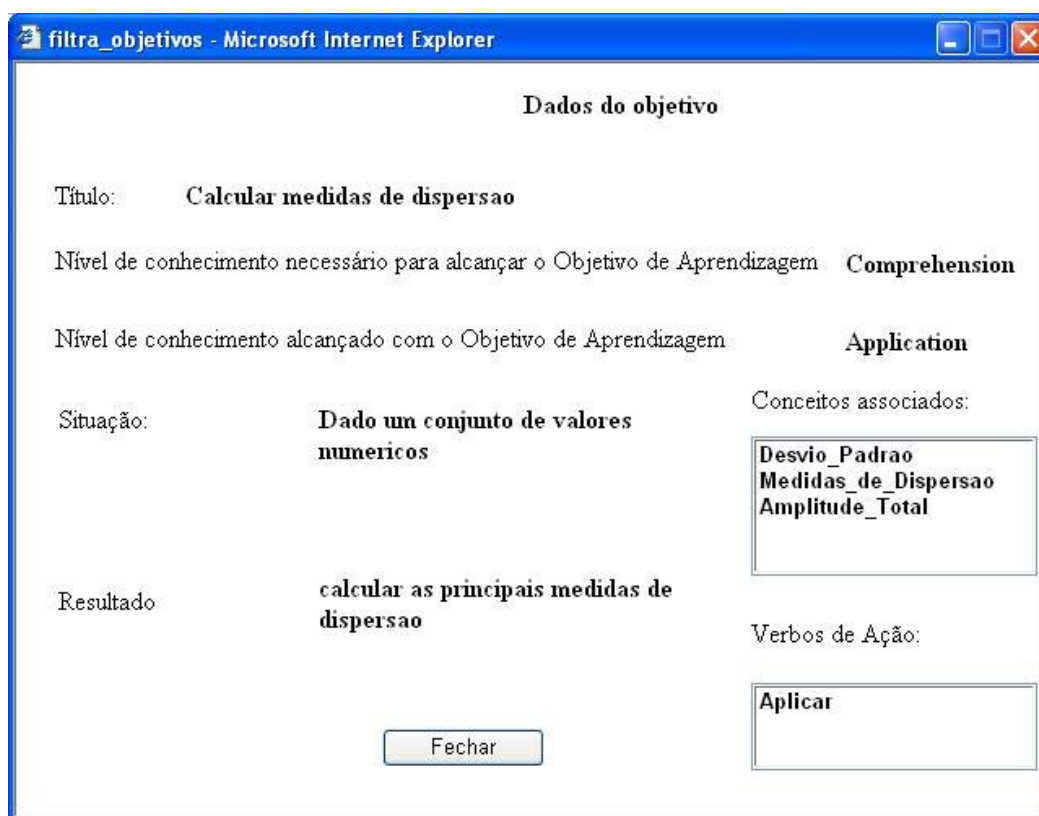 filtra_objetivos - Microsoft Internet Explorer
Dados do objetivo
Título: Calcular medidas de dispersao
Nível de conhecimento necessário para alcançar o Objetivo de Aprendizagem Comprehension
Nível de conhecimento alcançado com o Objetivo de Aprendizagem Application
Situação:
Dado um conjunto de valores
numericos
Conceitos associados:
Desvio_Padrao
Medidas_de_Dispersao
Amplitude_Total
Resultado
calcular as principais medidas de
dispersao
Verbos de Ação:
Aplicar
Fechar